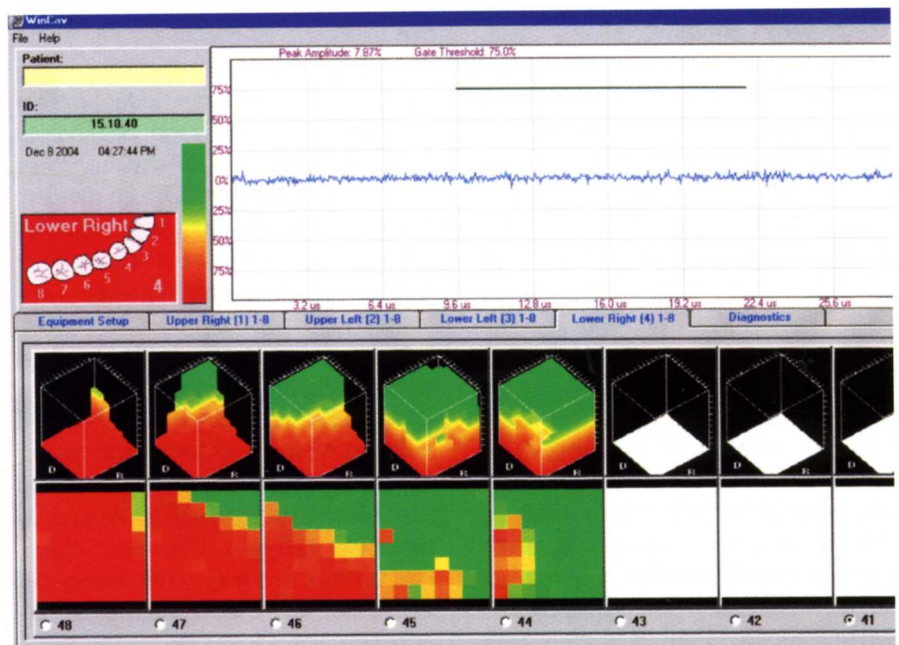 WinCav
File Help
Patient:
ID:
15.10.40
Dec 8 2004 04:27:44 PM
Lower Right
1
2
3
4
5
6
7
8
4
Peak Amplitude: 7.87% Gate Threshold: 75.0%
75%
50%
25%
0%
25%
50%
75%
3.2 us 6.4 us 9.6 us 12.8 us 16.0 us 19.2 us 22.4 us 25.6 us
Equipment Setup Upper Right (1) 1-8 Upper Left (2) 1-8 Lower Left (3) 1-8 Lower Right (4) 1-8 Diagnostics
D R D R D R D R D R D R D R D
48 47 46 45 44 43 42 41